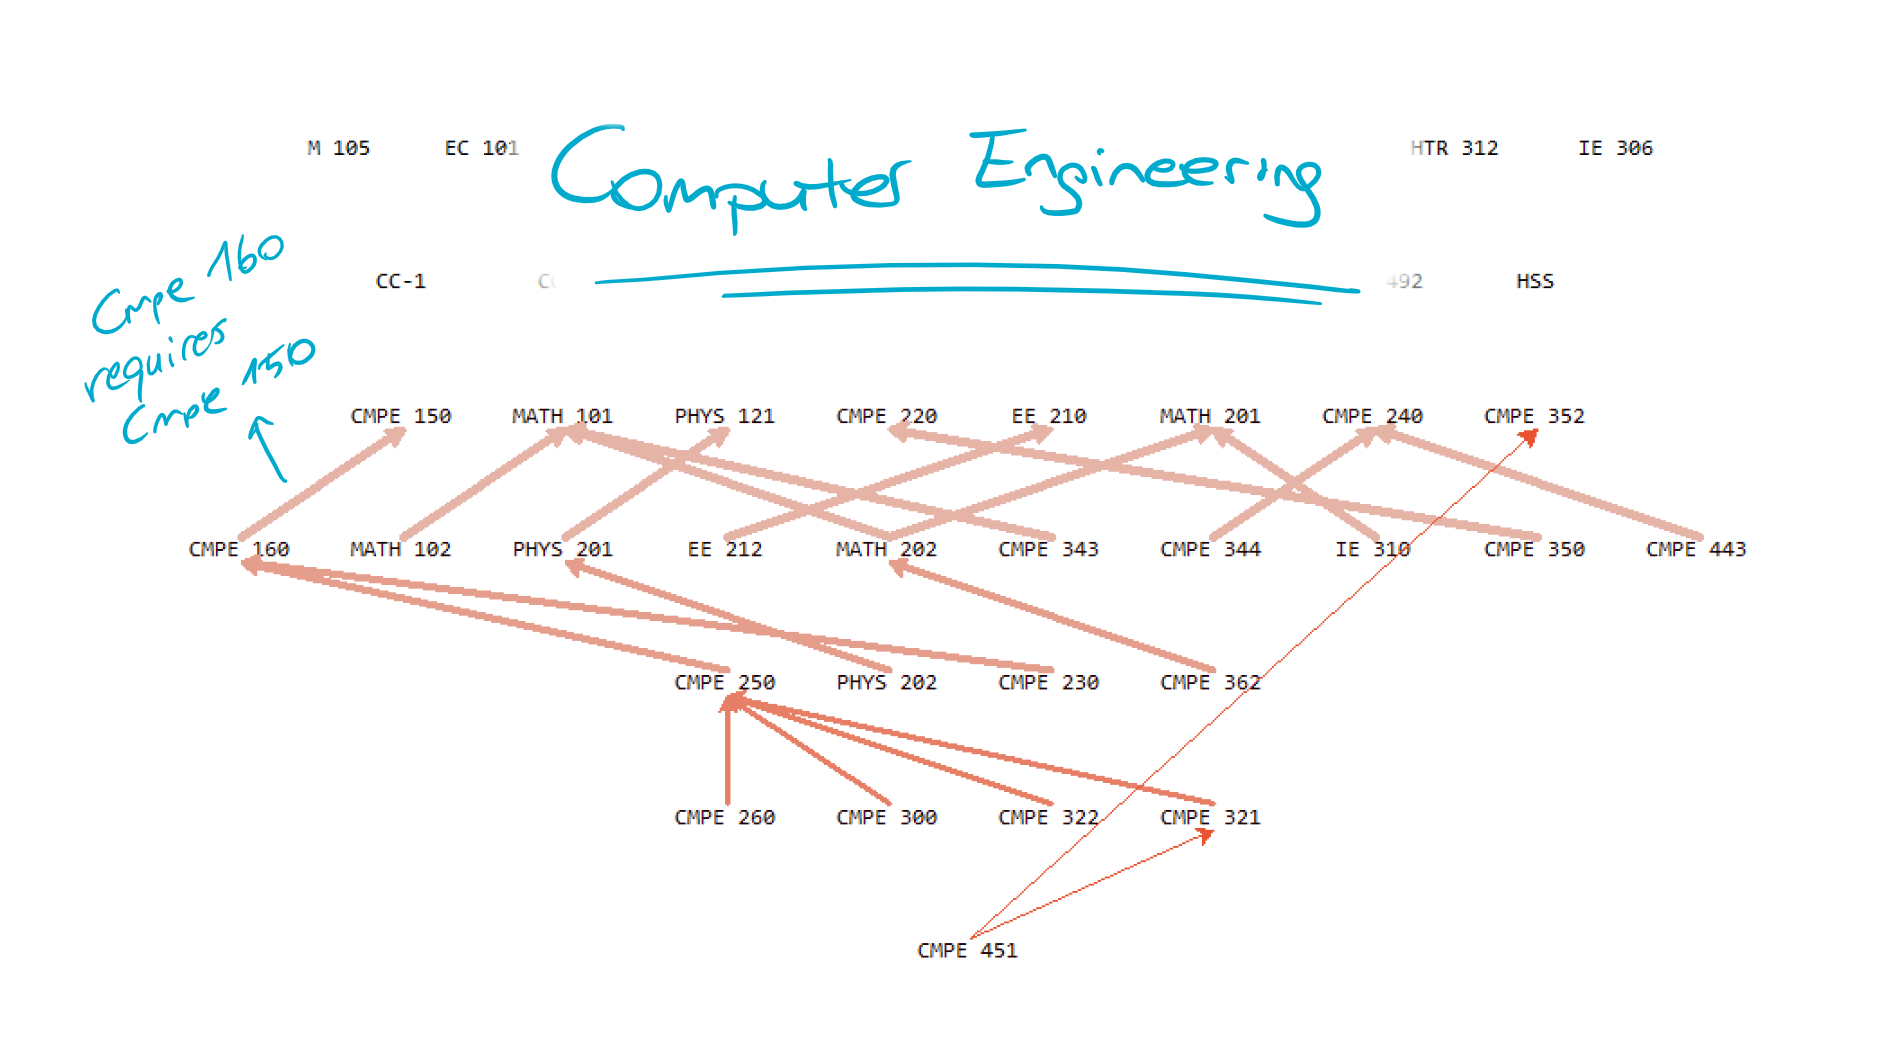 M 105 EC 101 Computer Engineering HTR 312 IE 306
CC-1 492 HSS
Cmpe 160
requires
Cmpe 150
CMPE 150 MATH 101 PHYS 121 CMPE 220 EE 210 MATH 201 CMPE 240 CMPE 352
CMPE 160 MATH 102 PHYS 201 EE 212 MATH 202 CMPE 343 CMPE 344 IE 310 CMPE 350 CMPE 443
CMPE 250 PHYS 202 CMPE 230 CMPE 362
CMPE 260 CMPE 300 CMPE 322 CMPE 321
CMPE 451